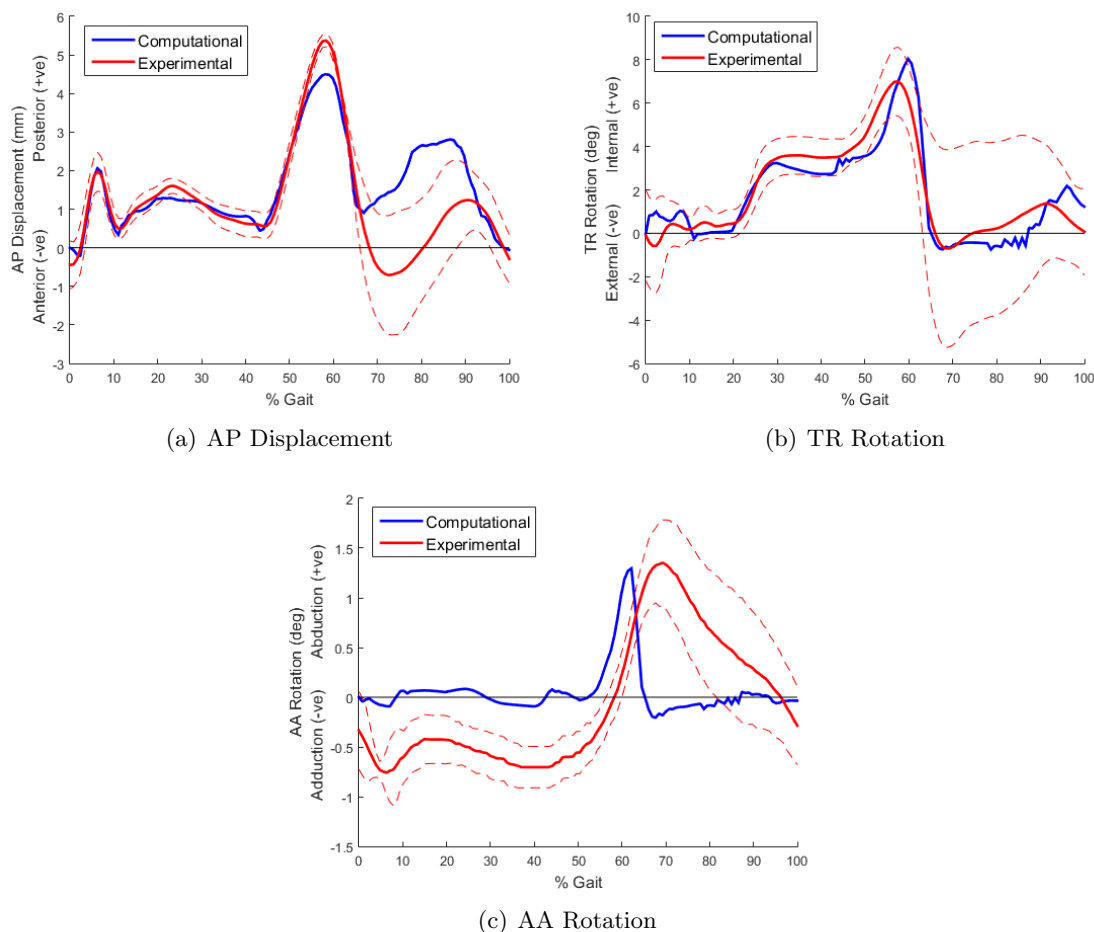 Computational
Experimental
AP Displacement (mm)
Anterior (-ve) Posterior (+ve)
6
5
4
3
2
1
0
-1
-2
-3
0 10 20 30 40 50 60 70 80 90 100
% Gait
(a) AP Displacement
Computational
Experimental
TR Rotation (deg)
External (-ve) Internal (+ve)
10
8
6
4
2
0
-2
-4
-6
0 10 20 30 40 50 60 70 80 90 100
% Gait
(b) TR Rotation
Computational
Experimental
AA Rotation (deg)
Adduction (-ve) Abduction (+ve)
2
1.5
1
0.5
0
-0.5
-1
-1.5
0 10 20 30 40 50 60 70 80 90 100
% Gait
(c) AA Rotation